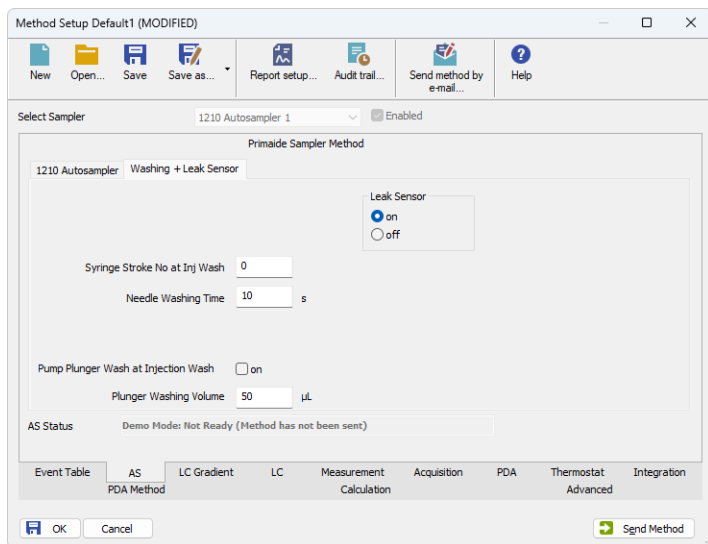 Method Setup Default1 (MODIFIED)
New Open... Save Save as... Report setup... Audit trail... Send method by e-mail... Help
Select Sampler 1210 Autosampler 1 Enabled
Primaide Sampler Method
1210 Autosampler Washing + Leak Sensor
Leak Sensor
on
off
Syringe Stroke No at Inj Wash 0
Needle Washing Time 10 s
Pump Plunger Wash at Injection Wash on
Plunger Washing Volume 50 µL
AS Status Demo Mode: Not Ready (Method has not been sent)
Event Table AS LC Gradient LC Measurement Acquisition PDA Thermostat Integration
PDA Method Calculation Advanced
OK Cancel Send Method